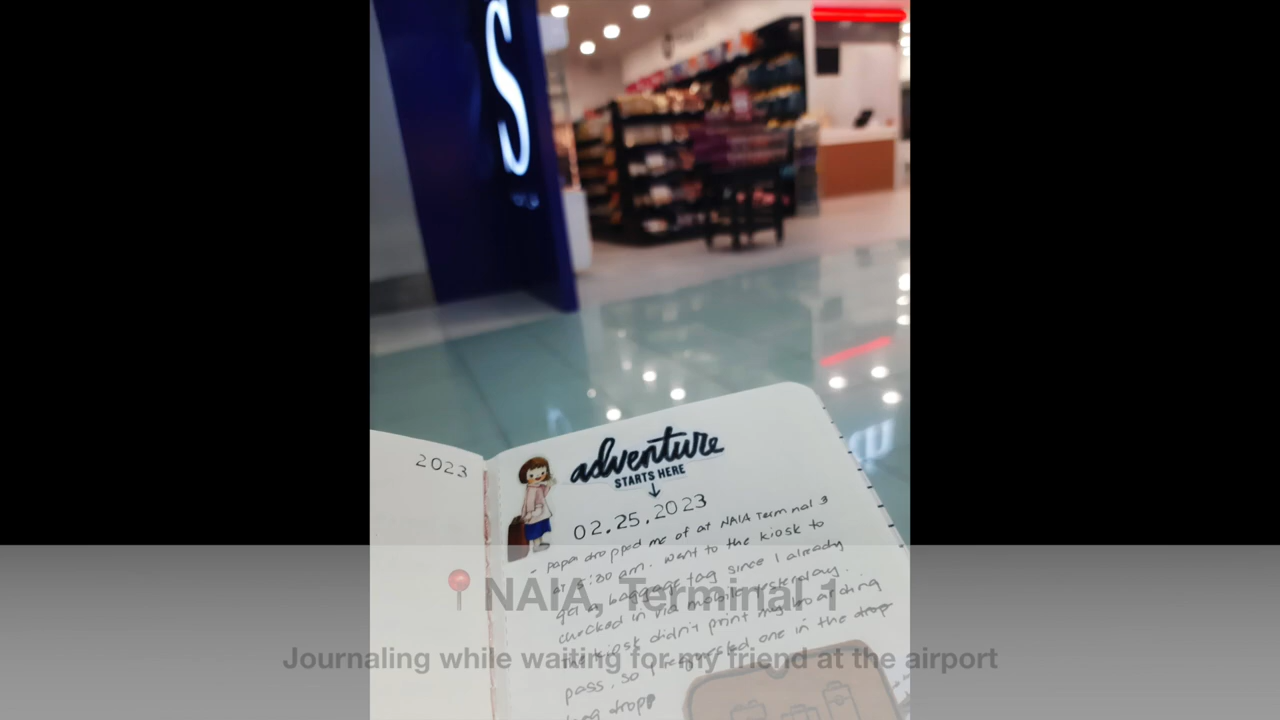 S
2023
adventure
STARTS HERE
02.25.2023
- papa dropped me of at NAIA Terminal 3
at 5:20 am. went to the kiosk to
get a baggage tag since I already
checked in via mobile yesterday.
the kiosk didn't print my boarding
pass, so I requested one in the drop
bag drop
📍NAIA, Terminal 1
Journaling while waiting for my friend at the airport